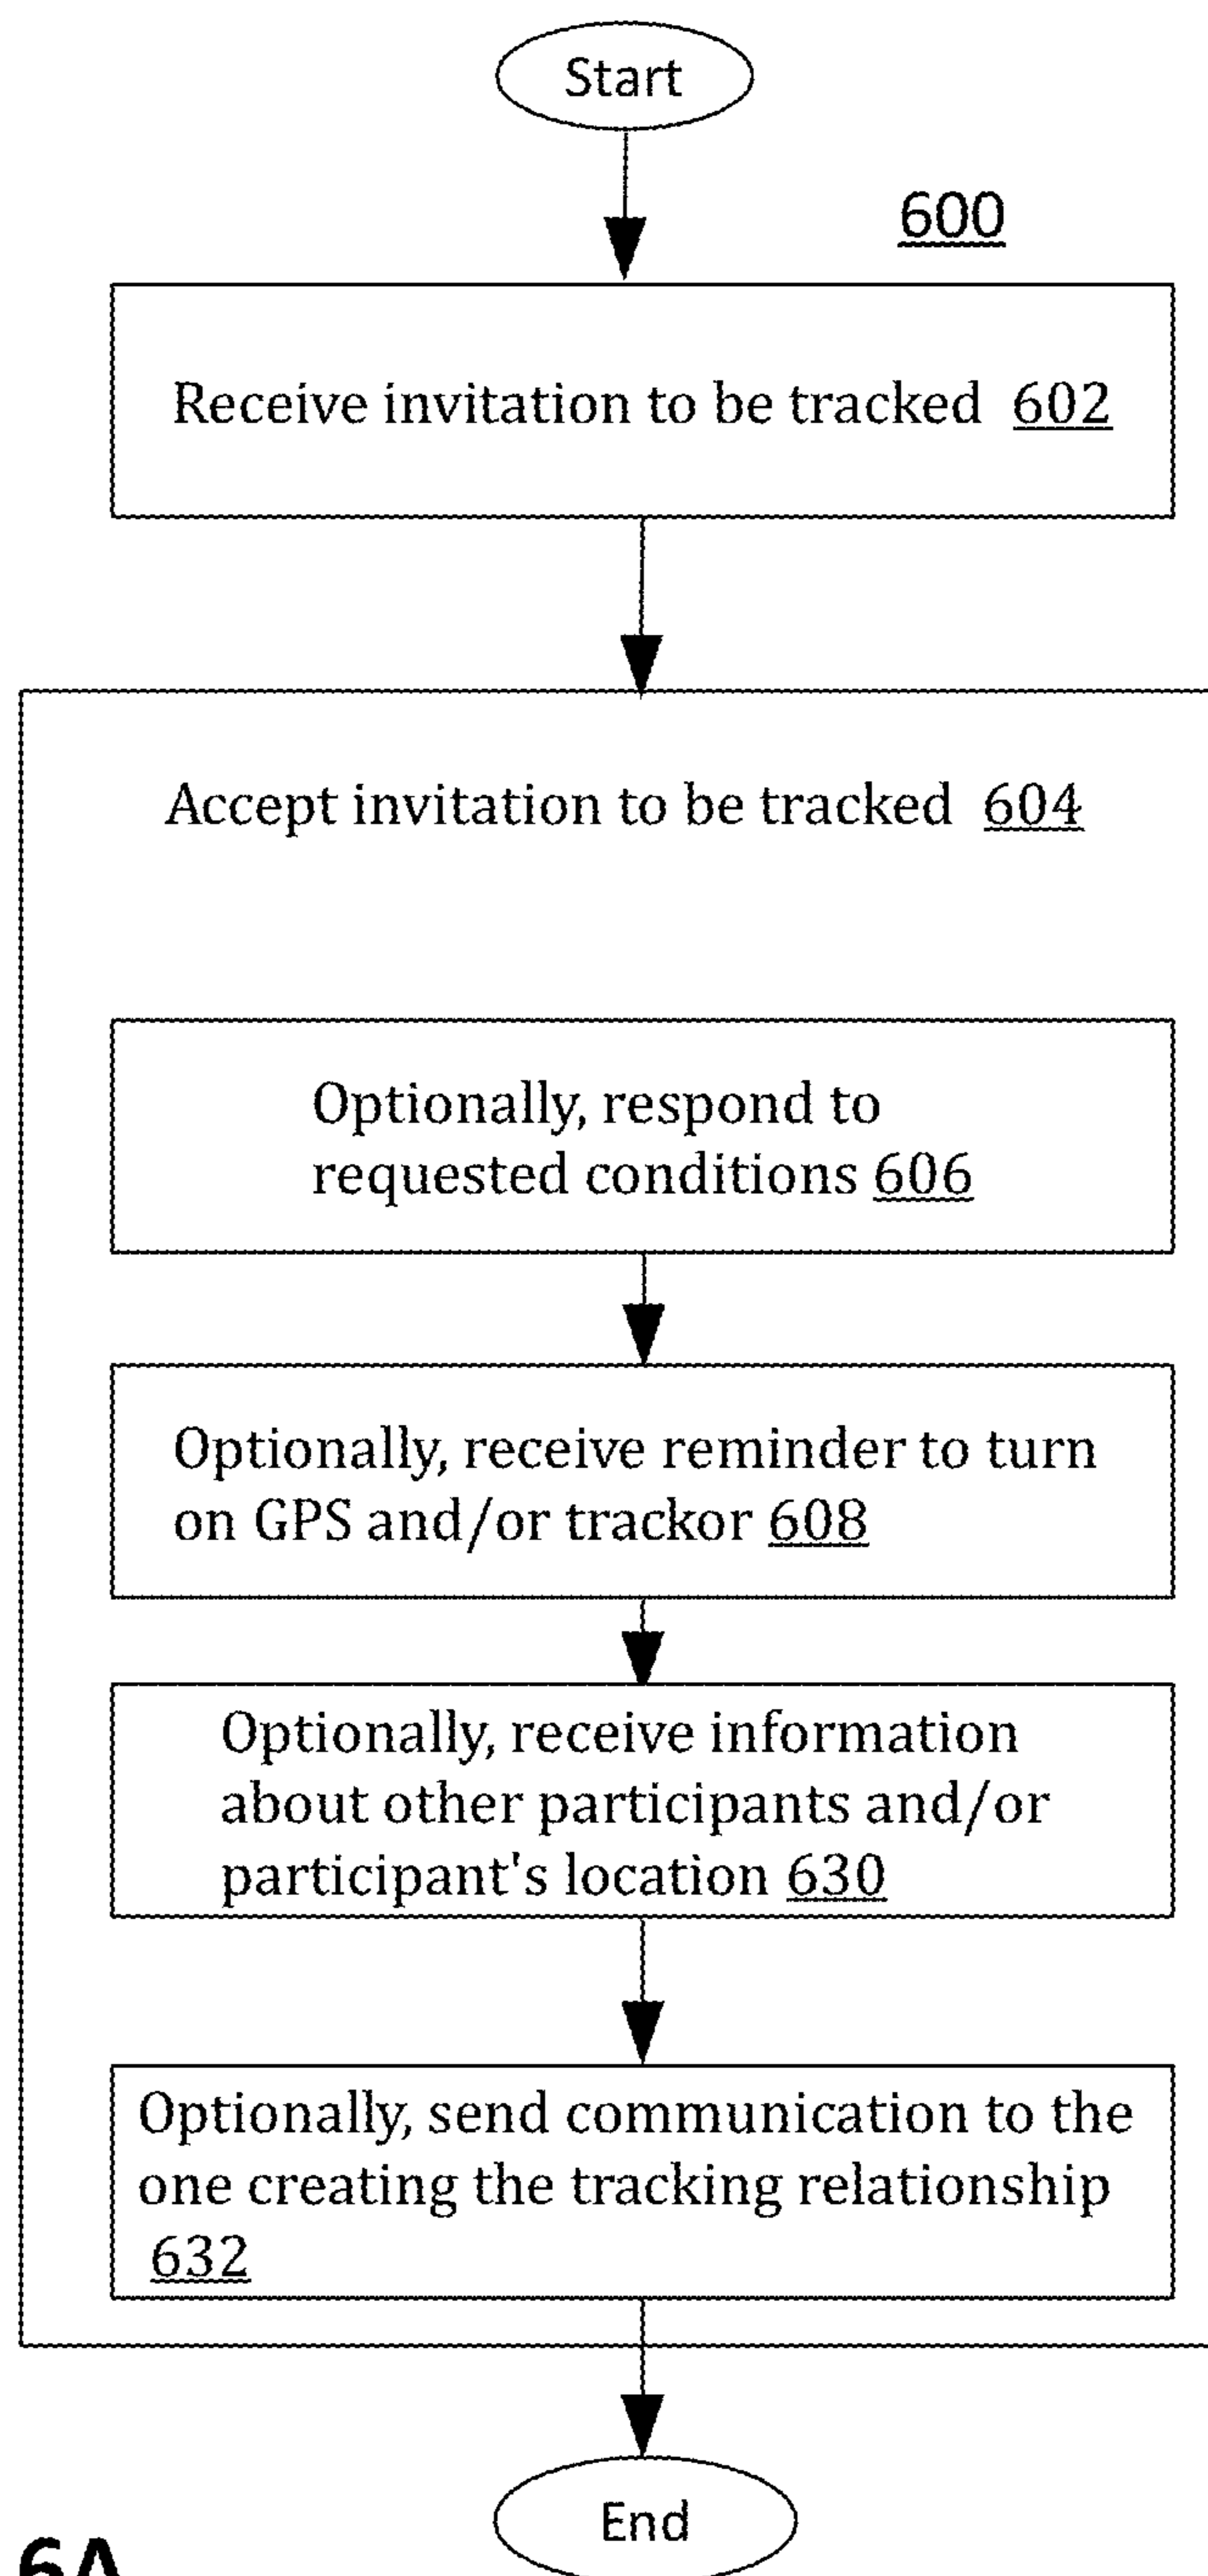 Start
600
Receive invitation to be tracked 602
Accept invitation to be tracked 604
Optionally, respond to
requested conditions 606
Optionally, receive reminder to turn
on GPS and/or trackor 608
Optionally, receive information
about other participants and/or
participant's location 630
Optionally, send communication to the
one creating the tracking relationship
632
End
6A